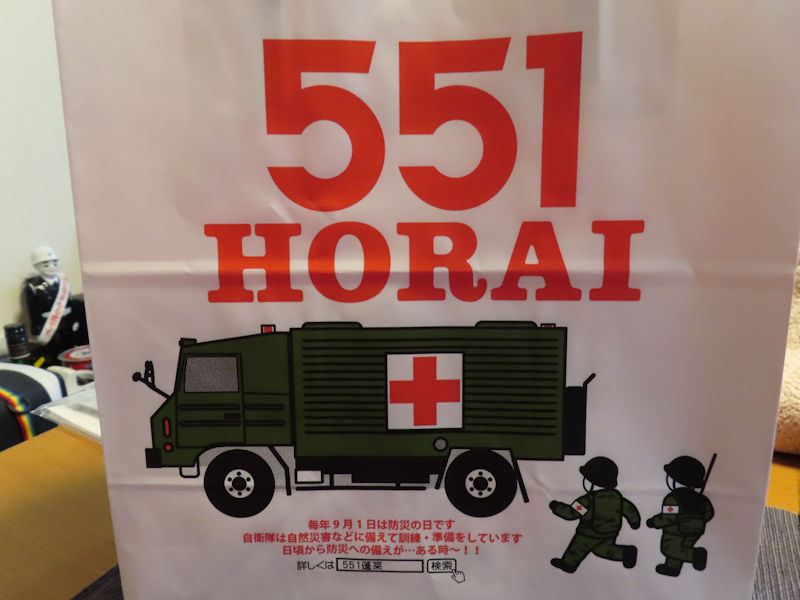 551
HORAI
毎年9月1日は防災の日です
自衛隊は自然災害などに備えて訓練・準備をしています
日頃から防災への備えが…ある時～！！
詳しくは 551蓬莱 検索